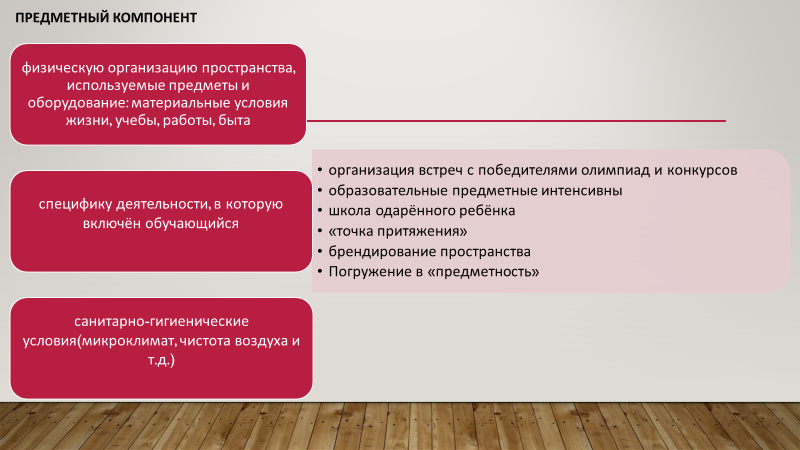 ПРЕДМЕТНЫЙ КОМПОНЕНТ
физическую организацию пространства,
используемые предметы и
оборудование: материальные условия
жизни, учебы, работы, быта
специфику деятельности, в которую
включён обучающийся
• организация встреч с победителями олимпиад и конкурсов
• образовательные предметные интенсивны
• школа одарённого ребёнка
• «точка притяжения»
• брендирование пространства
• Погружение в «предметность»
санитарно-гигиенические
условия(микроклимат, чистота воздуха и
т.д.)